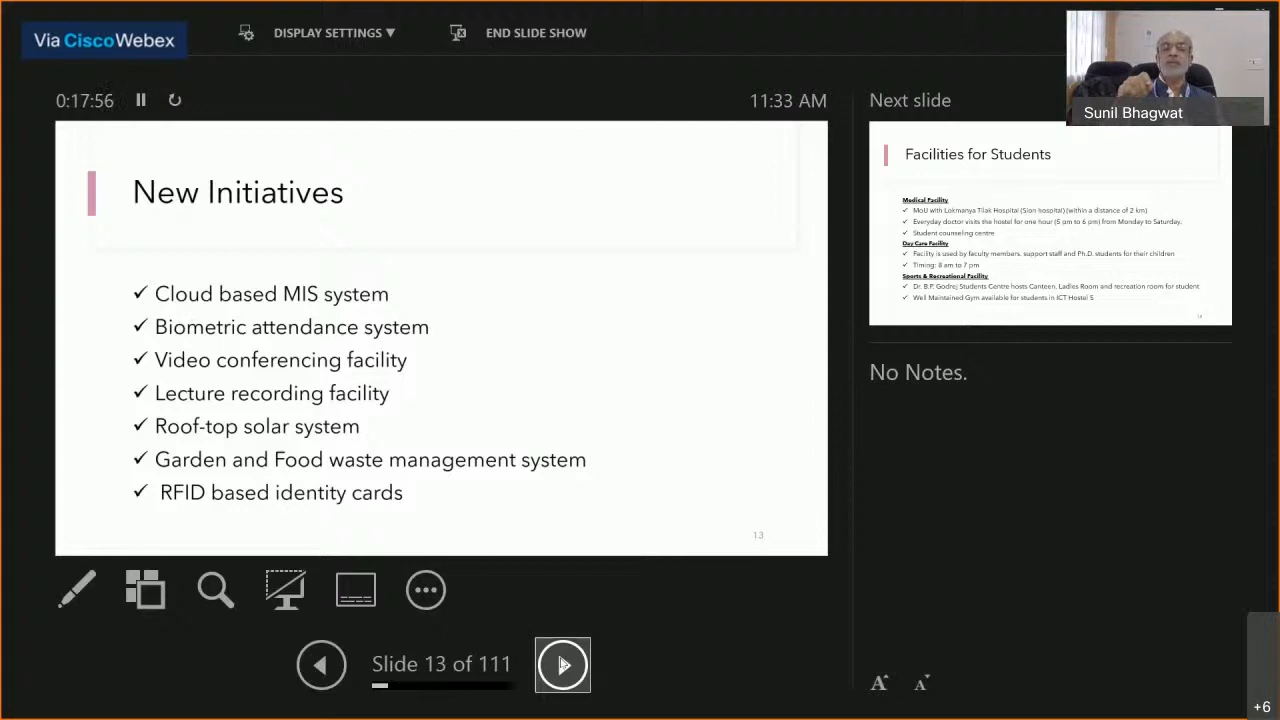 Via CiscoWebex
DISPLAY SETTINGS ▼
END SLIDE SHOW
Sunil Bhagwat
0:17:56
11:33 AM
New Initiatives
✓ Cloud based MIS system
✓ Biometric attendance system
✓ Video conferencing facility
✓ Lecture recording facility
✓ Roof-top solar system
✓ Garden and Food waste management system
✓ RFID based identity cards
13
Slide 13 of 111
Next slide
Facilities for Students
Medical Facility
✓ MoU with Lokmanya Tilak Hospital (Sion hospital) (within a distance of 2 km)
✓ Everyday doctor visits the hostel for one hour (5 pm to 6 pm) from Monday to Saturday.
✓ Student counseling centre
Day Care Facility
✓ Facility is used by faculty members, support staff and Ph.D. students for their children
✓ Timing: 8 am to 7 pm
Sports & Recreational Facility
✓ Dr. B.P. Godrej Students Centre hosts Canteen, Ladies Room and recreation room for student
✓ Well Maintained Gym available for students in ICT Hostel 5
14
No Notes.
A A
+6